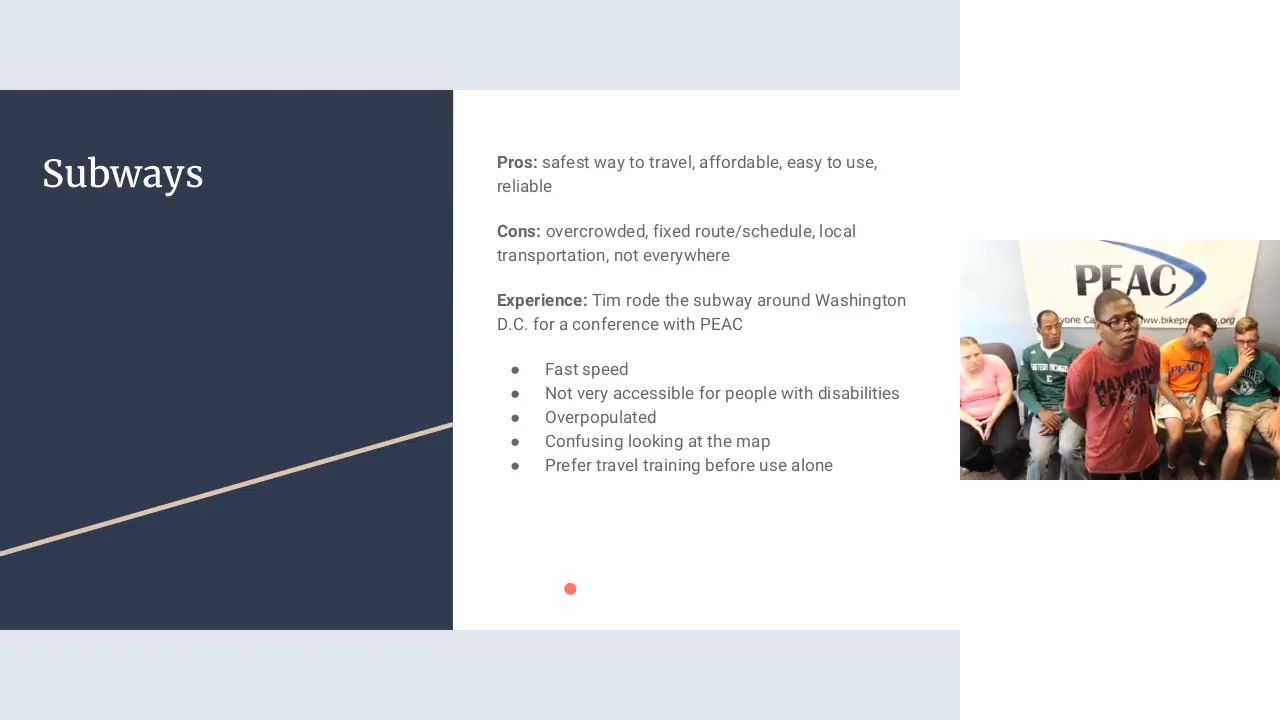 Subways
Pros: safest way to travel, affordable, easy to use,
reliable
Cons: overcrowded, fixed route/schedule, local
transportation, not everywhere
Experience: Tim rode the subway around Washington
D.C. for a conference with PEAC
● Fast speed
● Not very accessible for people with disabilities
● Overpopulated
● Confusing looking at the map
● Prefer travel training before use alone
PEAC
MAXIMUM
PEAC
E